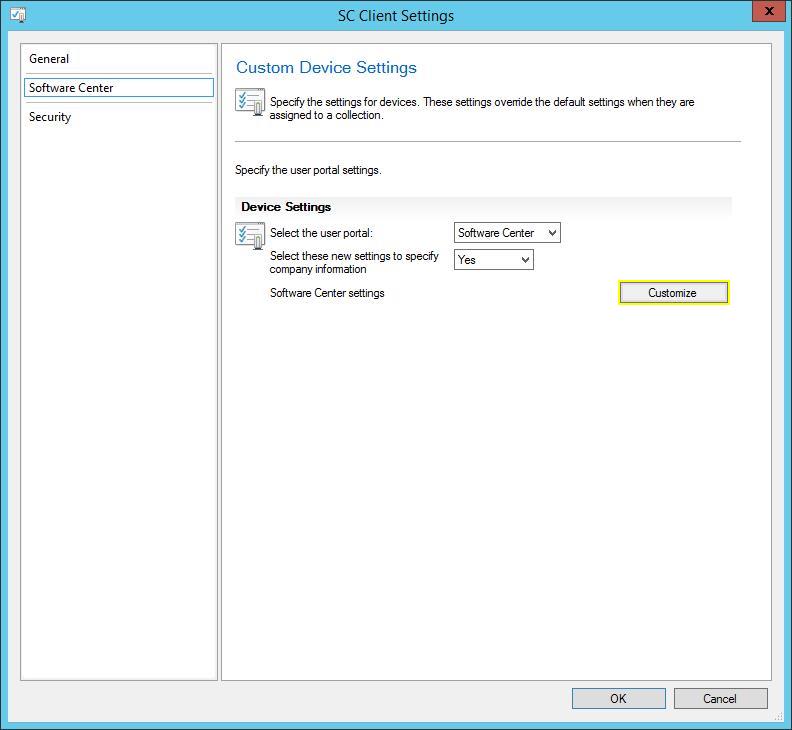 SC Client Settings
X
General
Software Center
Security
Custom Device Settings
Specify the settings for devices. These settings override the default settings when they are
assigned to a collection.
Specify the user portal settings.
Device Settings
Select the user portal:
Software Center
Select these new settings to specify
company information
Yes
Software Center settings
Customize
OK
Cancel